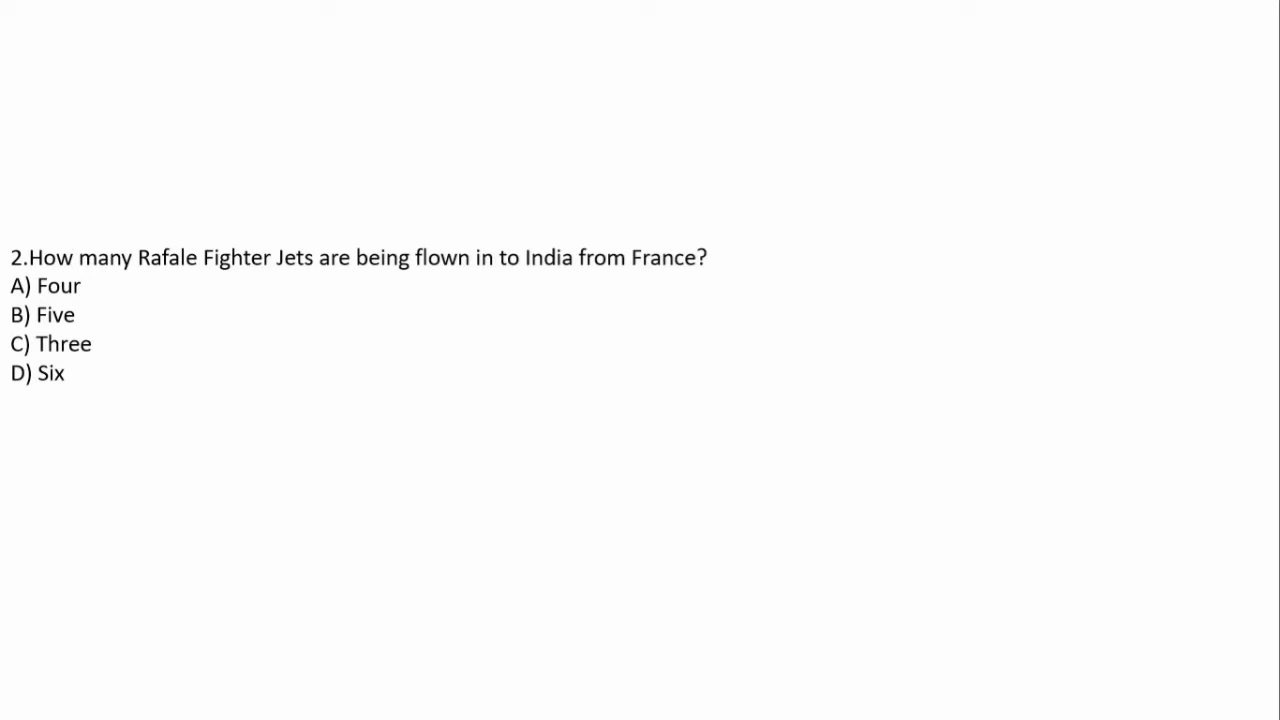 2.How many Rafale Fighter Jets are being flown in to India from France?
A) Four
B) Five
C) Three
D) Six